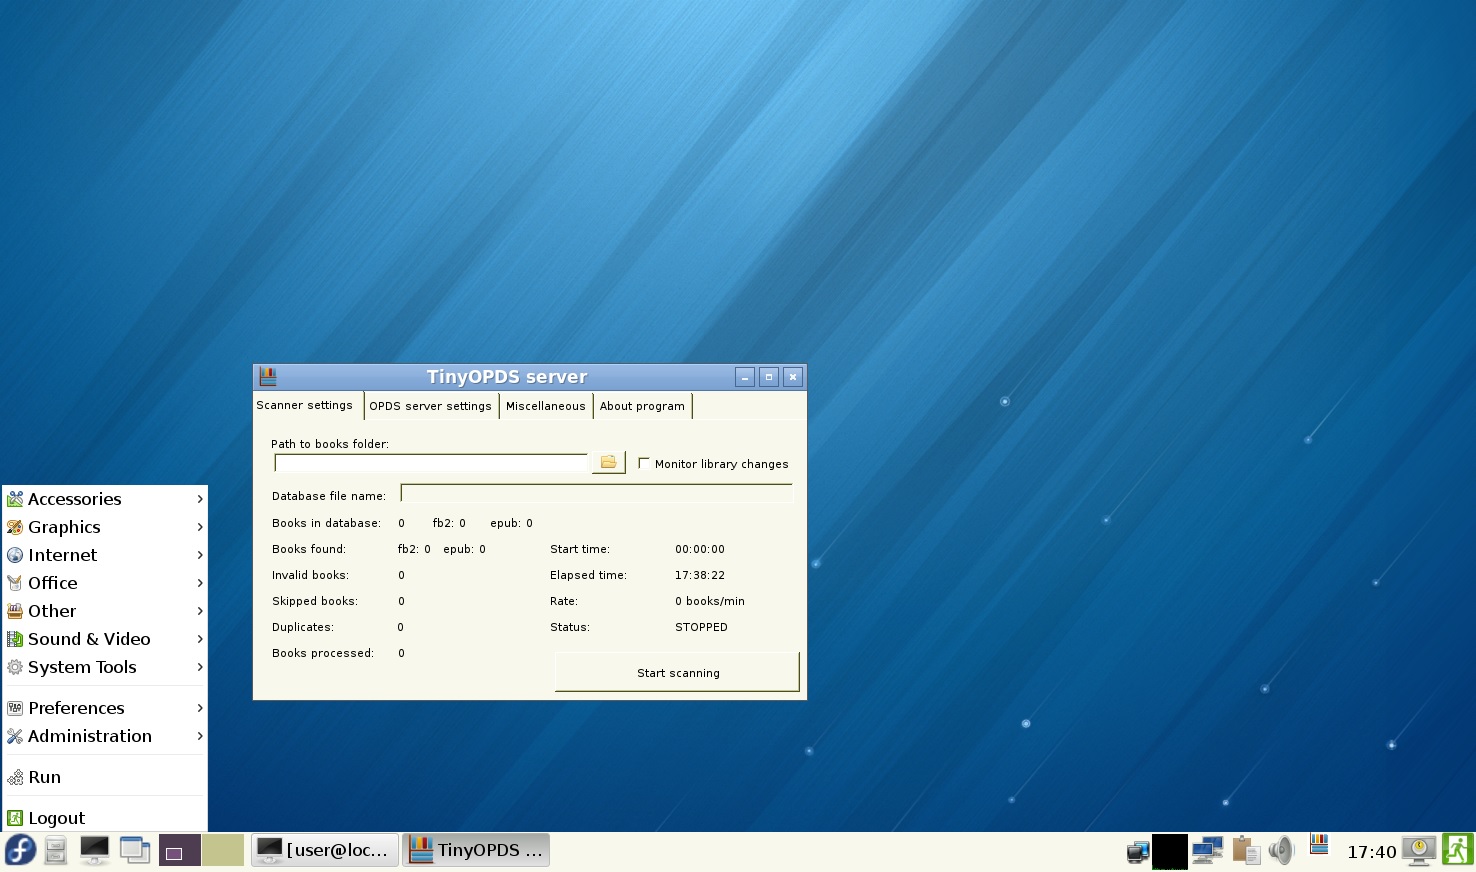 TinyOPDS server
Scanner settings OPDS server settings Miscellaneous About program
Path to books folder:
Monitor library changes
Database file name:
Books in database: 0 fb2: 0 epub: 0
Books found: fb2: 0 epub: 0 Start time: 00:00:00
Invalid books: 0 Elapsed time: 17:38:22
Skipped books: 0 Rate: 0 books/min
Duplicates: 0 Status: STOPPED
Books processed: 0
Start scanning
Accessories
Graphics
Internet
Office
Other
Sound & Video
System Tools
Preferences
Administration
Run
Logout
[user@loc... TinyOPDS ... 17:40